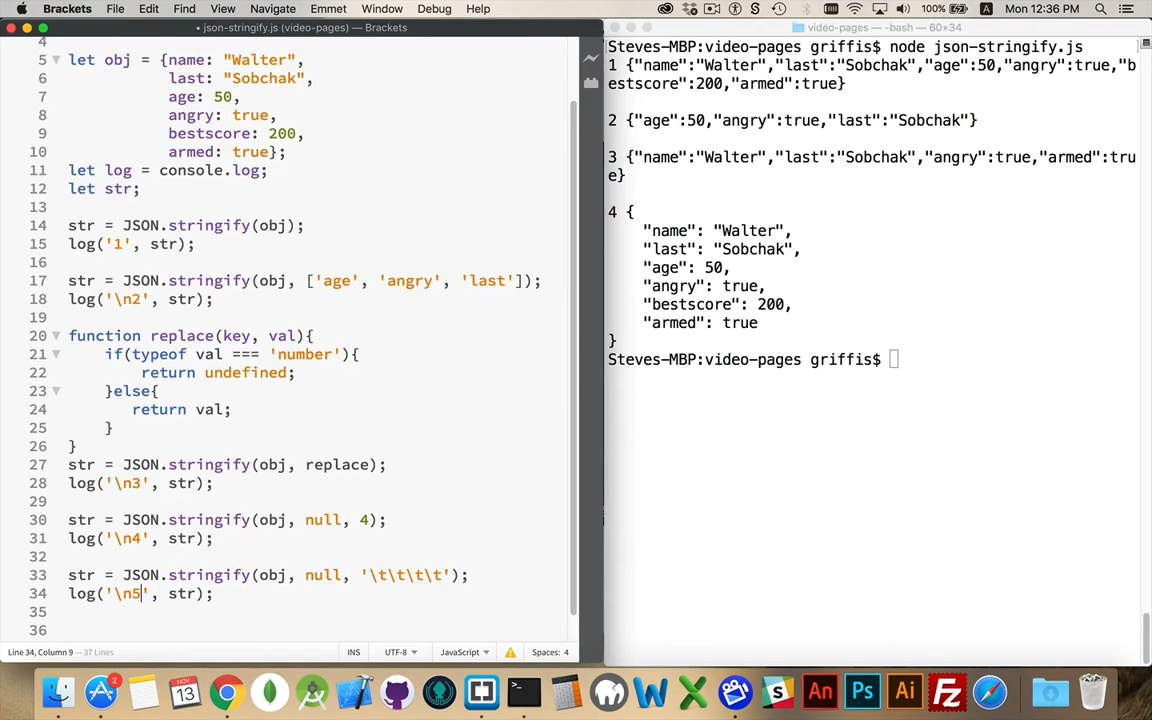 Brackets File Edit Find View Navigate Emmet Window Debug Help 100% Mon 12:36 PM
• json-stringify.js (video-pages) — Brackets
video-pages — -bash — 60×34
4
5 let obj = {name: "Walter",
6 last: "Sobchak",
7 age: 50,
8 angry: true,
9 bestscore: 200,
10 armed: true};
11 let log = console.log;
12 let str;
13
14 str = JSON.stringify(obj);
15 log('1', str);
16
17 str = JSON.stringify(obj, ['age', 'angry', 'last']);
18 log('\n2', str);
19
20 function replace(key, val){
21 if(typeof val === 'number'){
22 return undefined;
23 }else{
24 return val;
25 }
26 }
27 str = JSON.stringify(obj, replace);
28 log('\n3', str);
29
30 str = JSON.stringify(obj, null, 4);
31 log('\n4', str);
32
33 str = JSON.stringify(obj, null, '\t\t\t\t');
34 log('\n5', str);
35
36
Line 34, Column 9 — 37 Lines INS UTF-8 JavaScript Spaces: 4
Steves-MBP:video-pages griffis$ node json-stringify.js
1 {"name":"Walter","last":"Sobchak","age":50,"angry":true,"b
estscore":200,"armed":true}
2 {"age":50,"angry":true,"last":"Sobchak"}
3 {"name":"Walter","last":"Sobchak","angry":true,"armed":tru
e}
4 {
"name": "Walter",
"last": "Sobchak",
"age": 50,
"angry": true,
"bestscore": 200,
"armed": true
}
Steves-MBP:video-pages griffis$
2
13
W
X
S
An
Ps
Ai
Fz